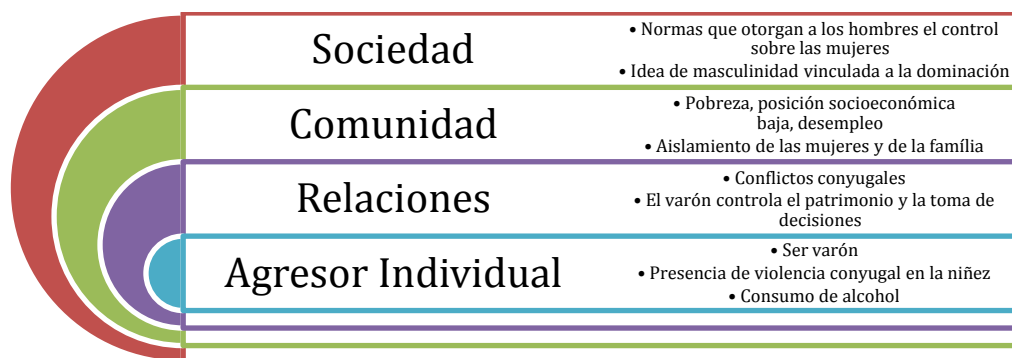 Sociedad
• Normas que otorgan a los hombres el control
sobre las mujeres
• Idea de masculinidad vinculada a la dominación
Comunidad
• Pobreza, posición socioeconómica
baja, desempleo
• Aislamiento de las mujeres y de la família
Relaciones
• Conflictos conyugales
• El varón controla el patrimonio y la toma de
decisiones
Agresor Individual
• Ser varón
• Presencia de violencia conyugal en la niñez
• Consumo de alcohol